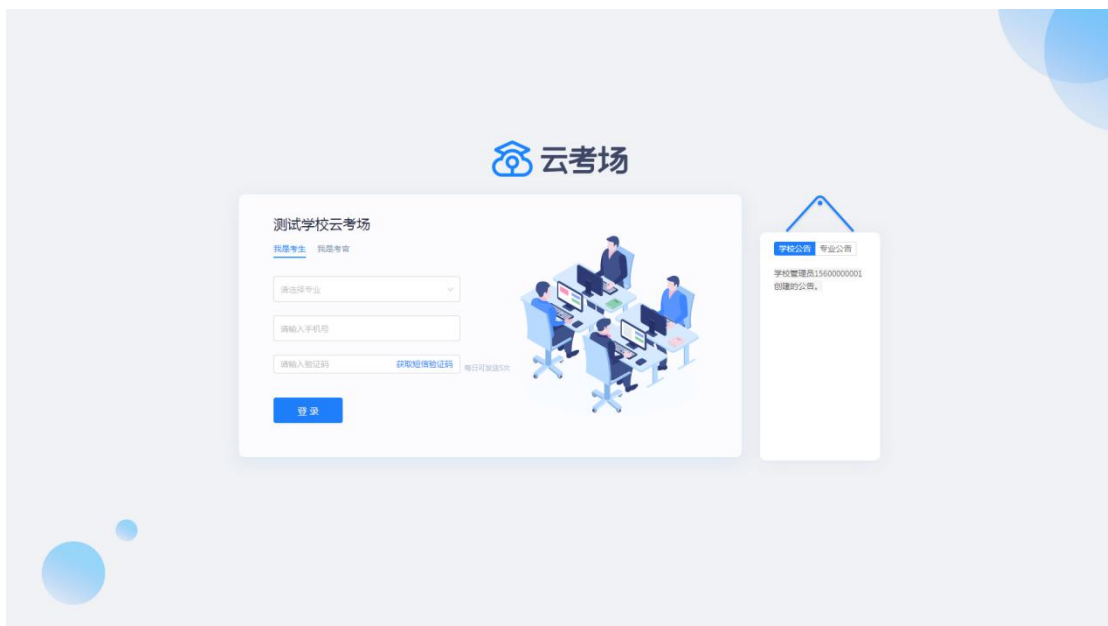 云考场
测试学校云考场
我是考生 我是考官
请选择专业
请输入手机号
请输入验证码 获取短信验证码 每日可发送5次
登录
学校公告 专业公告
学校管理员15600000001
创建的公告。